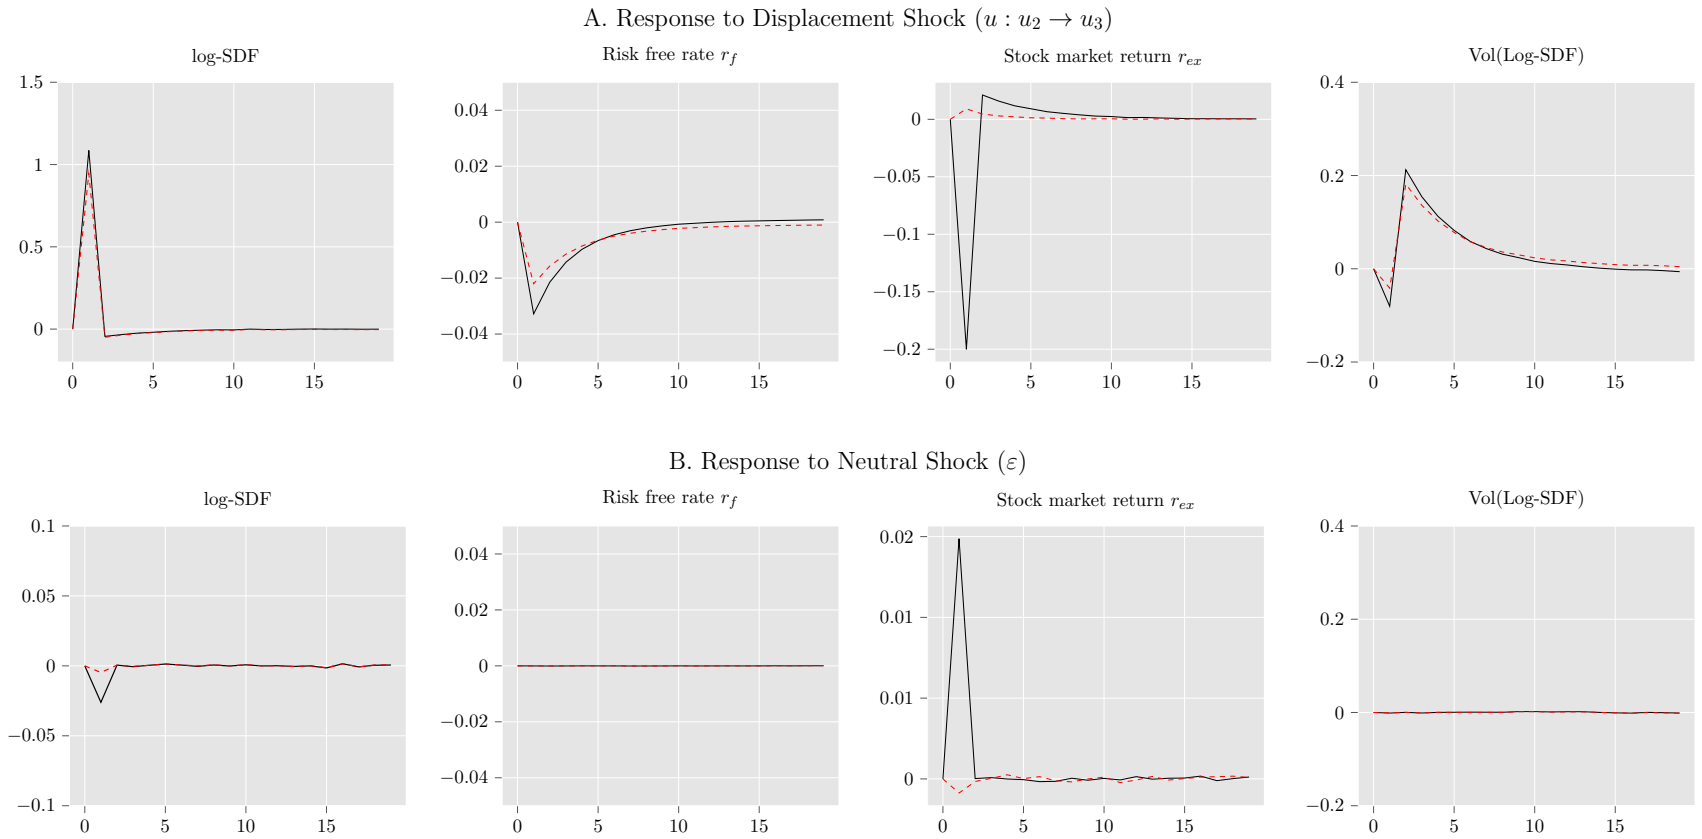 A. Response to Displacement Shock (u : u₂ → u₃)
log-SDF
Risk free rate r_f
Stock market return r_ex
Vol(Log-SDF)
1.5
1
0.5
0
0 5 10 15
0.04
0.02
0
−0.02
−0.04
0 5 10 15
0
−0.05
−0.1
−0.15
−0.2
0 5 10 15
0.4
0.2
0
−0.2
0 5 10 15
B. Response to Neutral Shock (ε)
log-SDF
Risk free rate r_f
Stock market return r_ex
Vol(Log-SDF)
0.1
0.05
0
−0.05
−0.1
0 5 10 15
0.04
0.02
0
−0.02
−0.04
0 5 10 15
0.02
0.01
0.01
0
0 5 10 15
0.4
0.2
0
−0.2
0 5 10 15